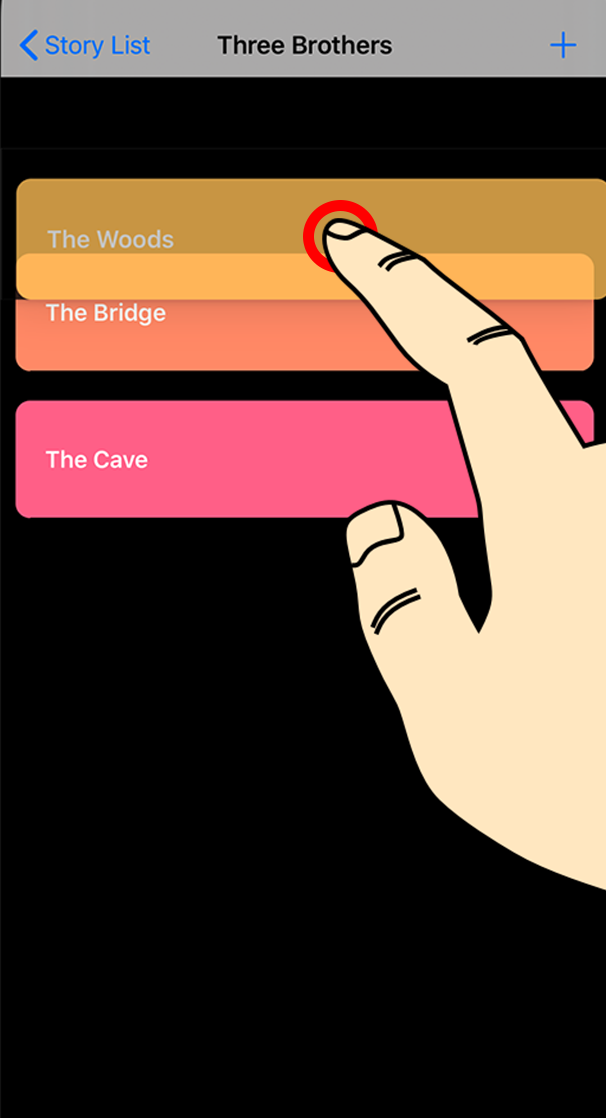 Story List
Three Brothers
The Woods
The Bridge
The Cave